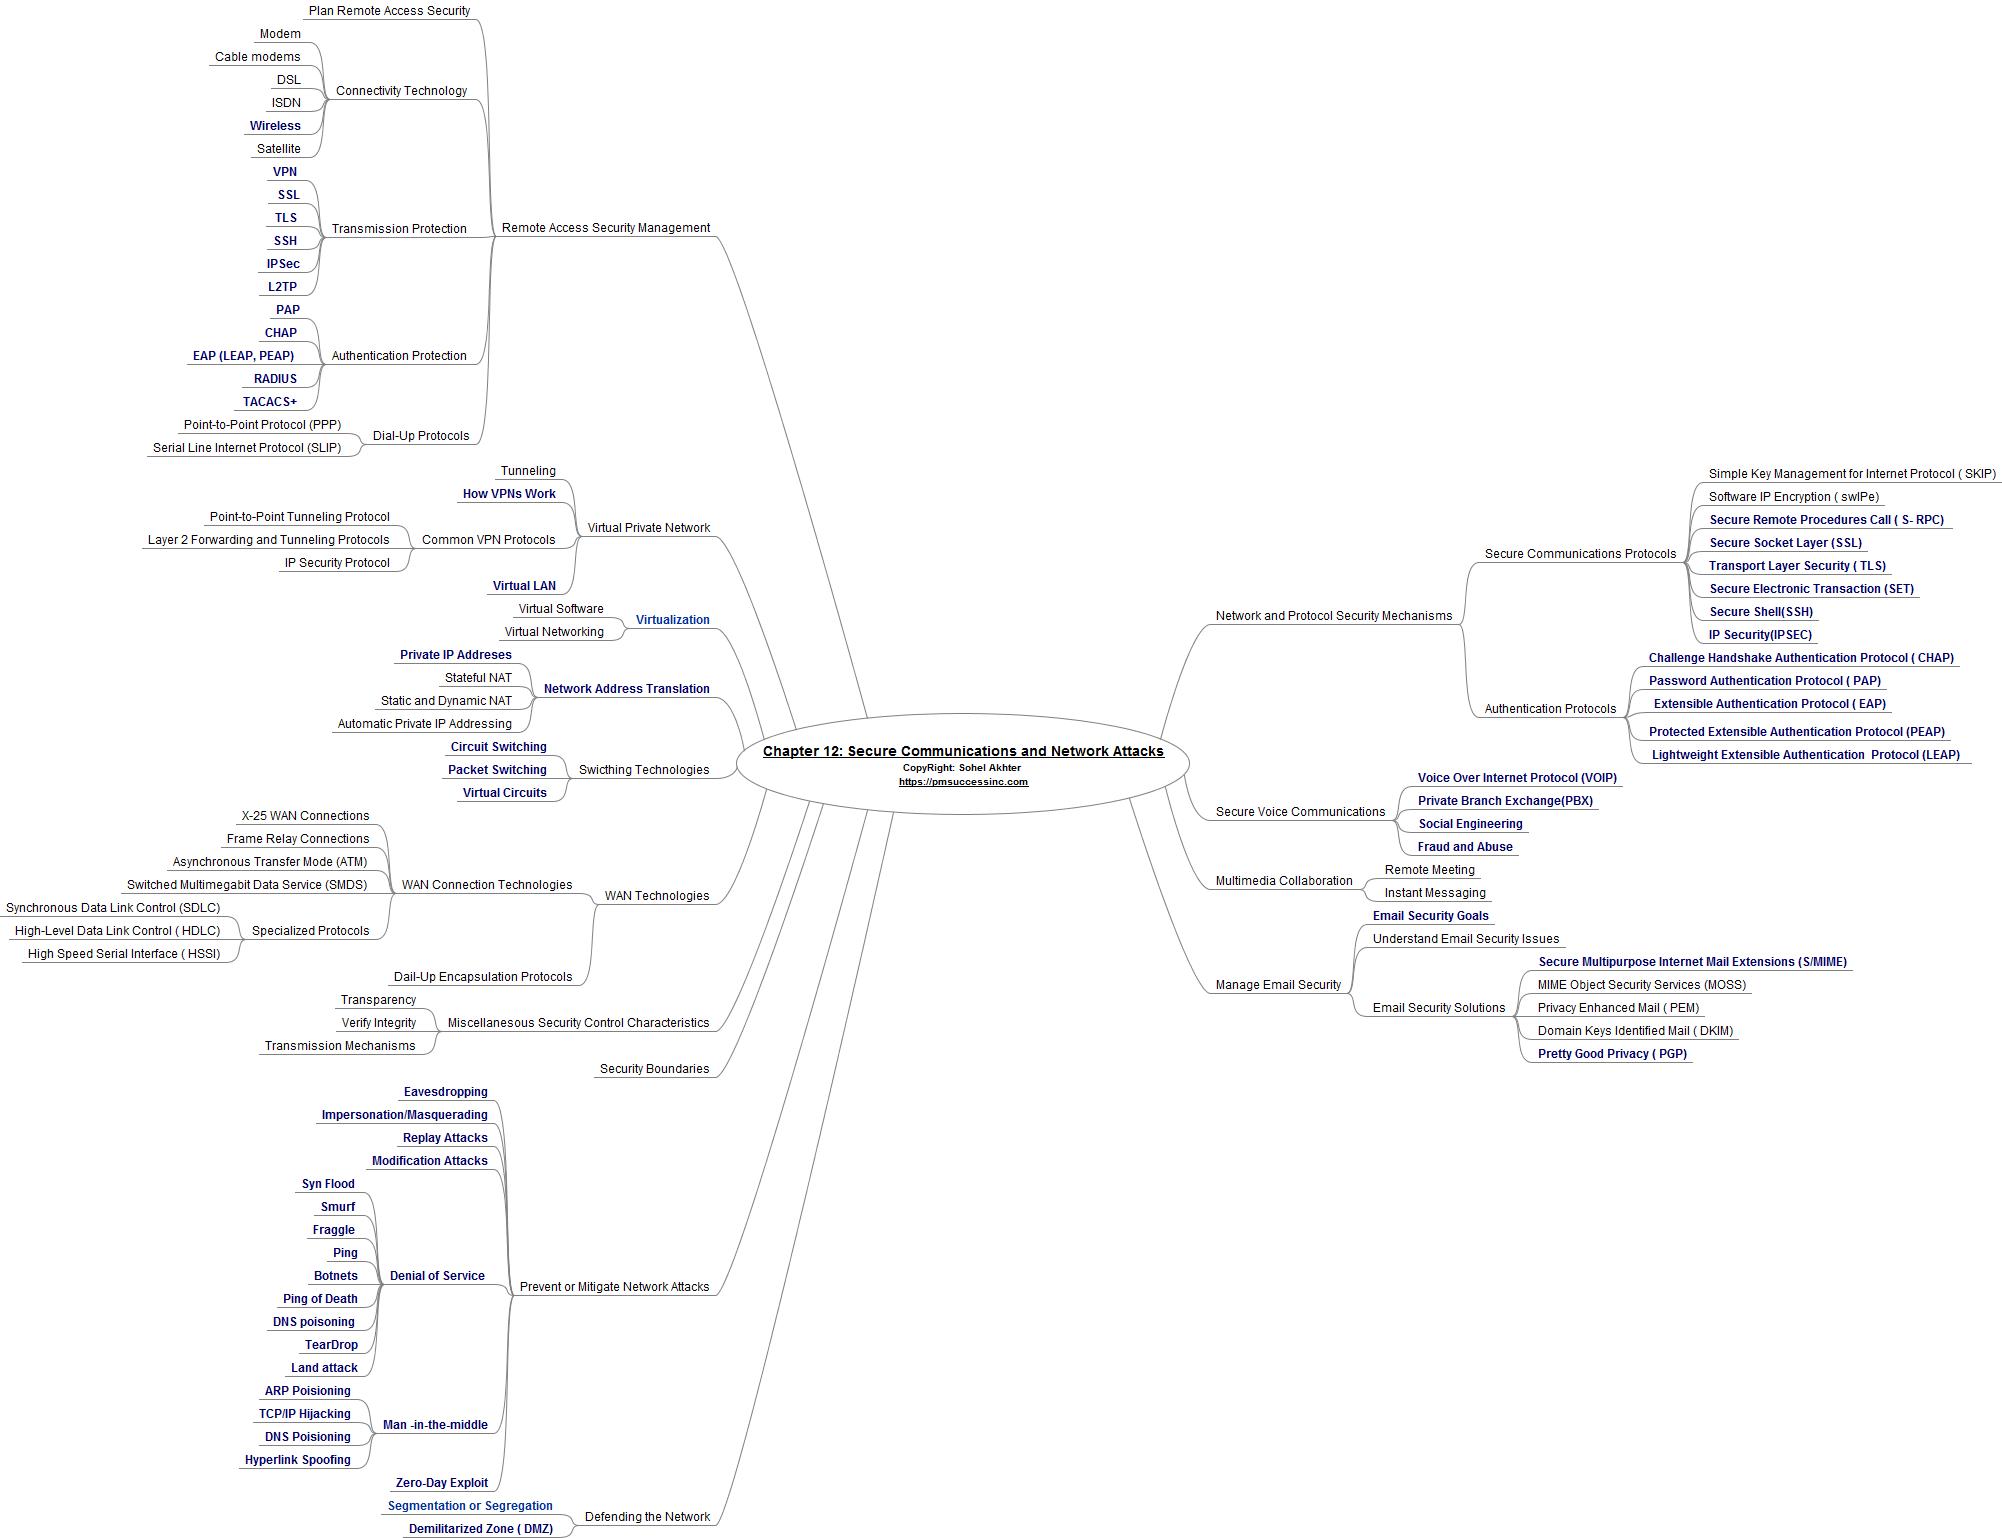 Chapter 12: Secure Communications and Network Attacks
CopyRight: Sohel Akhter
https://pmsuccessinc.com
Plan Remote Access Security
Modem
Cable modems
DSL
ISDN
Wireless
Satellite
Connectivity Technology
VPN
SSL
TLS
SSH
IPSec
L2TP
Transmission Protection
Remote Access Security Management
PAP
CHAP
EAP (LEAP, PEAP)
RADIUS
TACACS+
Authentication Protection
Point-to-Point Protocol (PPP)
Serial Line Internet Protocol (SLIP)
Dial-Up Protocols
Tunneling
How VPNs Work
Point-to-Point Tunneling Protocol
Layer 2 Forwarding and Tunneling Protocols
IP Security Protocol
Common VPN Protocols
Virtual LAN
Virtual Private Network
Virtual Software
Virtual Networking
Virtualization
Private IP Addreses
Stateful NAT
Static and Dynamic NAT
Automatic Private IP Addressing
Network Address Translation
Circuit Switching
Packet Switching
Virtual Circuits
Swicthing Technologies
X-25 WAN Connections
Frame Relay Connections
Asynchronous Transfer Mode (ATM)
Switched Multimegabit Data Service (SMDS)
Synchronous Data Link Control (SDLC)
High-Level Data Link Control ( HDLC)
High Speed Serial Interface ( HSSI)
Specialized Protocols
WAN Connection Technologies
Dail-Up Encapsulation Protocols
WAN Technologies
Transparency
Verify Integrity
Transmission Mechanisms
Miscellanesous Security Control Characteristics
Security Boundaries
Eavesdropping
Impersonation/Masquerading
Replay Attacks
Modification Attacks
Syn Flood
Smurf
Fraggle
Ping
Botnets
Ping of Death
DNS poisoning
TearDrop
Land attack
Denial of Service
ARP Poisioning
TCP/IP Hijacking
DNS Poisioning
Hyperlink Spoofing
Man -in-the-middle
Zero-Day Exploit
Prevent or Mitigate Network Attacks
Segmentation or Segregation
Demilitarized Zone ( DMZ)
Defending the Network
Network and Protocol Security Mechanisms
Secure Communications Protocols
Simple Key Management for Internet Protocol ( SKIP)
Software IP Encryption ( swIPe)
Secure Remote Procedures Call ( S- RPC)
Secure Socket Layer (SSL)
Transport Layer Security ( TLS)
Secure Electronic Transaction (SET)
Secure Shell(SSH)
IP Security(IPSEC)
Authentication Protocols
Challenge Handshake Authentication Protocol ( CHAP)
Password Authentication Protocol ( PAP)
Extensible Authentication Protocol ( EAP)
Protected Extensible Authentication Protocol (PEAP)
Lightweight Extensible Authentication Protocol (LEAP)
Secure Voice Communications
Voice Over Internet Protocol (VOIP)
Private Branch Exchange(PBX)
Social Engineering
Fraud and Abuse
Multimedia Collaboration
Remote Meeting
Instant Messaging
Manage Email Security
Email Security Goals
Understand Email Security Issues
Email Security Solutions
Secure Multipurpose Internet Mail Extensions (S/MIME)
MIME Object Security Services (MOSS)
Privacy Enhanced Mail ( PEM)
Domain Keys Identified Mail ( DKIM)
Pretty Good Privacy ( PGP)